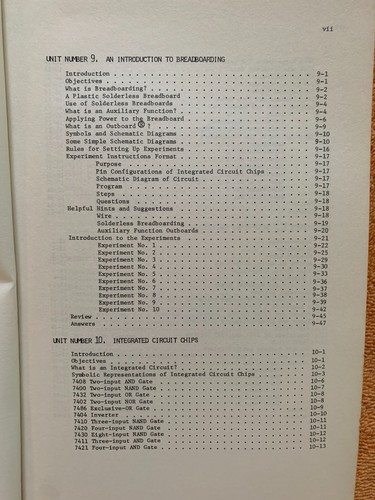 vii
UNIT NUMBER 9. AN INTRODUCTION TO BREADBOARDING
Introduction . . . . . . . . . . 9-1
Objectives . . . . . . . . . . 9-1
What is Breadboarding? . . . . . . . . . . 9-2
A Plastic Solderless Breadboard . . . . . . . . . . 9-2
Use of Solderless Breadboards . . . . . . . . . . 9-4
What is an Auxiliary Function? . . . . . . . . . . 9-4
Applying Power to the Breadboard . . . . . . . . . . 9-6
What is an Outboard ® ? . . . . . . . . . . 9-9
Symbols and Schematic Diagrams . . . . . . . . . . 9-10
Some Simple Schematic Diagrams . . . . . . . . . . 9-10
Rules for Setting Up Experiments . . . . . . . . . . 9-16
Experiment Instructions Format . . . . . . . . . . 9-17
Purpose . . . . . . . . . . 9-17
Pin Configurations of Integrated Circuit Chips . . . . . . . . . . 9-17
Schematic Diagram of Circuit . . . . . . . . . . 9-17
Program . . . . . . . . . . 9-17
Steps . . . . . . . . . . 9-18
Questions . . . . . . . . . . 9-18
Helpful Hints and Suggestions . . . . . . . . . . 9-18
Wire . . . . . . . . . . 9-18
Solderless Breadboarding . . . . . . . . . . 9-19
Auxiliary Function Outboards . . . . . . . . . . 9-20
Introduction to the Experiments . . . . . . . . . . 9-21
Experiment No. 1 . . . . . . . . . . 9-22
Experiment No. 2 . . . . . . . . . . 9-25
Experiment No. 3 . . . . . . . . . . 9-29
Experiment No. 4 . . . . . . . . . . 9-30
Experiment No. 5 . . . . . . . . . . 9-33
Experiment No. 6 . . . . . . . . . . 9-36
Experiment No. 7 . . . . . . . . . . 9-37
Experiment No. 8 . . . . . . . . . . 9-38
Experiment No. 9 . . . . . . . . . . 9-39
Experiment No. 10 . . . . . . . . . . 9-42
Review . . . . . . . . . . 9-45
Answers . . . . . . . . . . 9-47
UNIT NUMBER 10. INTEGRATED CIRCUIT CHIPS
Introduction . . . . . . . . . . 10-1
Objectives . . . . . . . . . . 10-1
What is an Integrated Circuit? . . . . . . . . . . 10-2
Symbolic Representations of Integrated Circuit Chips . . . . . . . . . . 10-3
7408 Two-input AND Gate . . . . . . . . . . 10-6
7400 Two-input NAND Gate . . . . . . . . . . 10-7
7432 Two-input OR Gate . . . . . . . . . . 10-8
7402 Two-input NOR Gate . . . . . . . . . . 10-8
7486 Exclusive-OR Gate . . . . . . . . . . 10-9
7404 Inverter . . . . . . . . . . 10-10
7410 Three-input NAND Gate . . . . . . . . . . 10-11
7420 Four-input NAND Gate . . . . . . . . . . 10-11
7430 Eight-input NAND Gate . . . . . . . . . . 10-12
7411 Three-input AND Gate . . . . . . . . . . 10-12
7421 Four-input AND Gate . . . . . . . . . . 10-13